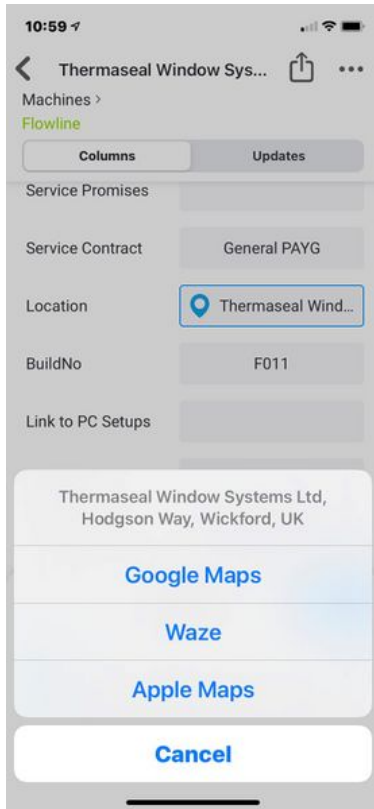 10:59
Thermaseal Window Sys...
Machines >
Flowline
Columns Updates
Service Promises
Service Contract General PAYG
Location Thermaseal Wind...
BuildNo F011
Link to PC Setups
Thermaseal Window Systems Ltd,
Hodgson Way, Wickford, UK
Google Maps
Waze
Apple Maps
Cancel